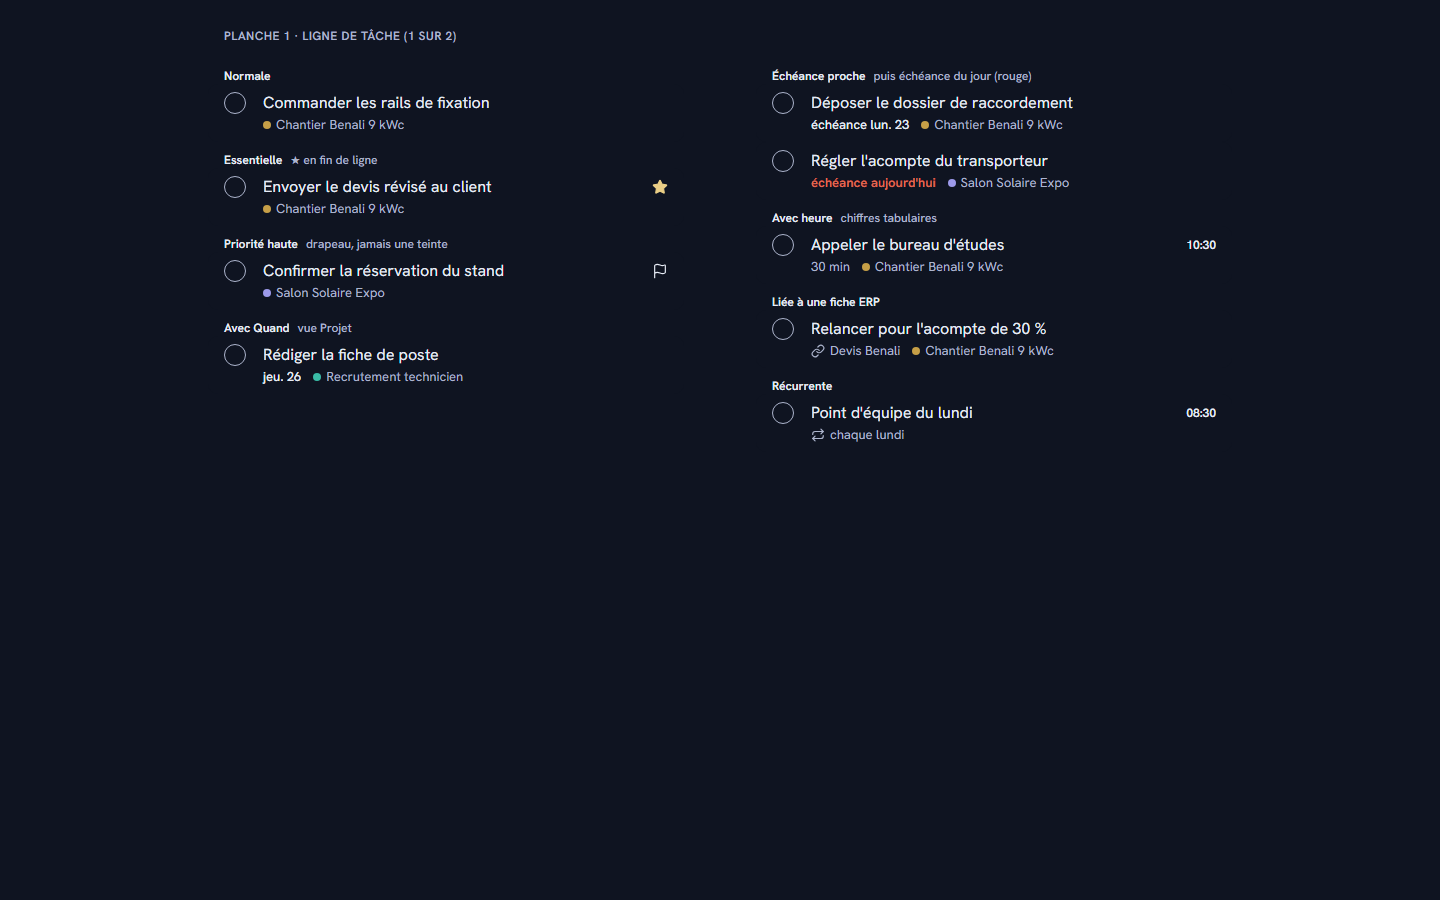 PLANCHE 1 · LIGNE DE TÂCHE (1 SUR 2)
Normale
Commander les rails de fixation
Chantier Benali 9 kWc
Essentielle ★ en fin de ligne
Envoyer le devis révisé au client
Chantier Benali 9 kWc
Priorité haute drapeau, jamais une teinte
Confirmer la réservation du stand
Salon Solaire Expo
Avec Quand vue Projet
Rédiger la fiche de poste
jeu. 26 Recrutement technicien
Échéance proche puis échéance du jour (rouge)
Déposer le dossier de raccordement
échéance lun. 23 Chantier Benali 9 kWc
Régler l'acompte du transporteur
échéance aujourd'hui Salon Solaire Expo
Avec heure chiffres tabulaires
Appeler le bureau d'études 10:30
30 min Chantier Benali 9 kWc
Liée à une fiche ERP
Relancer pour l'acompte de 30 %
Devis Benali Chantier Benali 9 kWc
Récurrente
Point d'équipe du lundi 08:30
chaque lundi